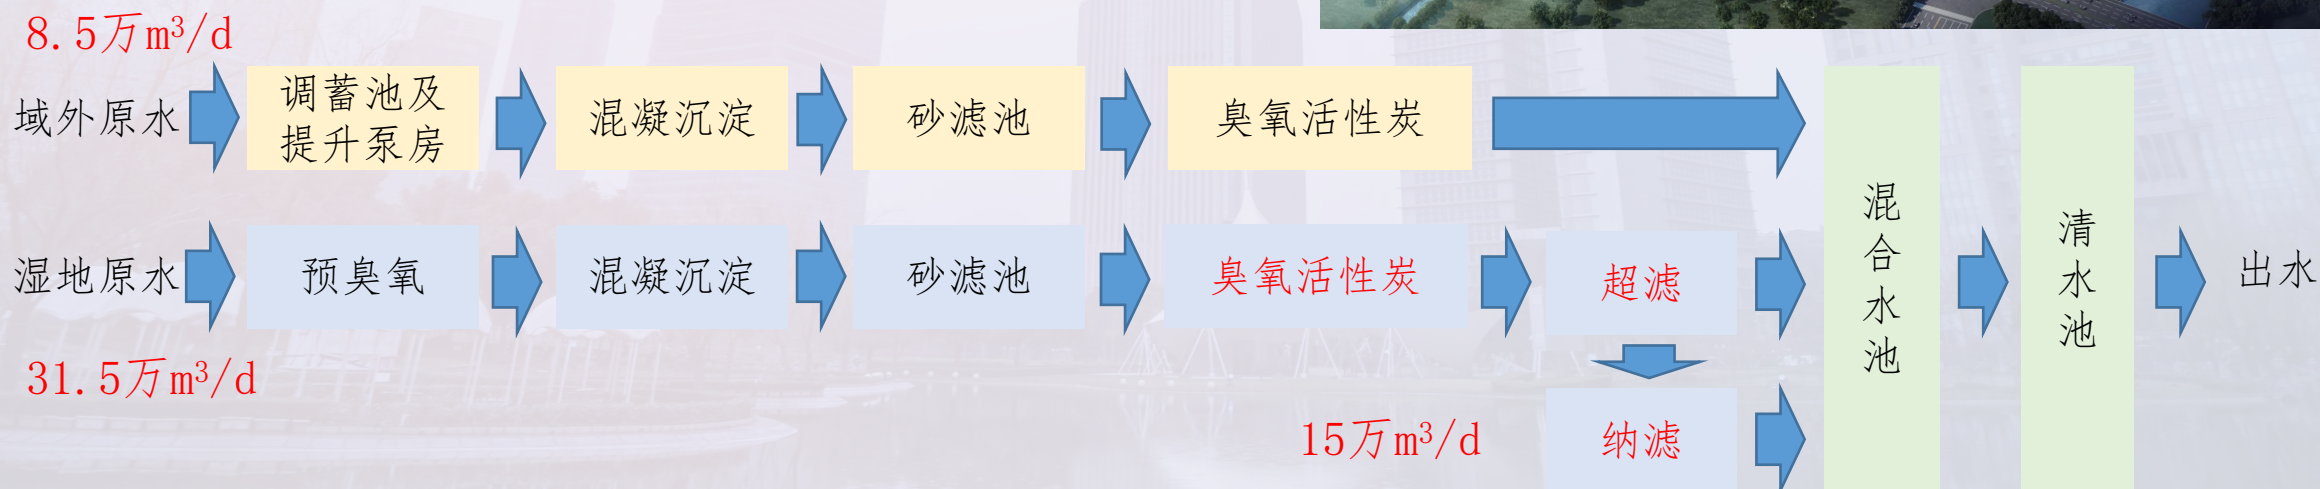 8.5万m³/d
域外原水
调蓄池及
提升泵房
混凝沉淀
砂滤池
臭氧活性炭
湿地原水
预臭氧
混凝沉淀
砂滤池
臭氧活性炭
超滤
混合水池
清水池
出水
31.5万m³/d
15万m³/d
纳滤